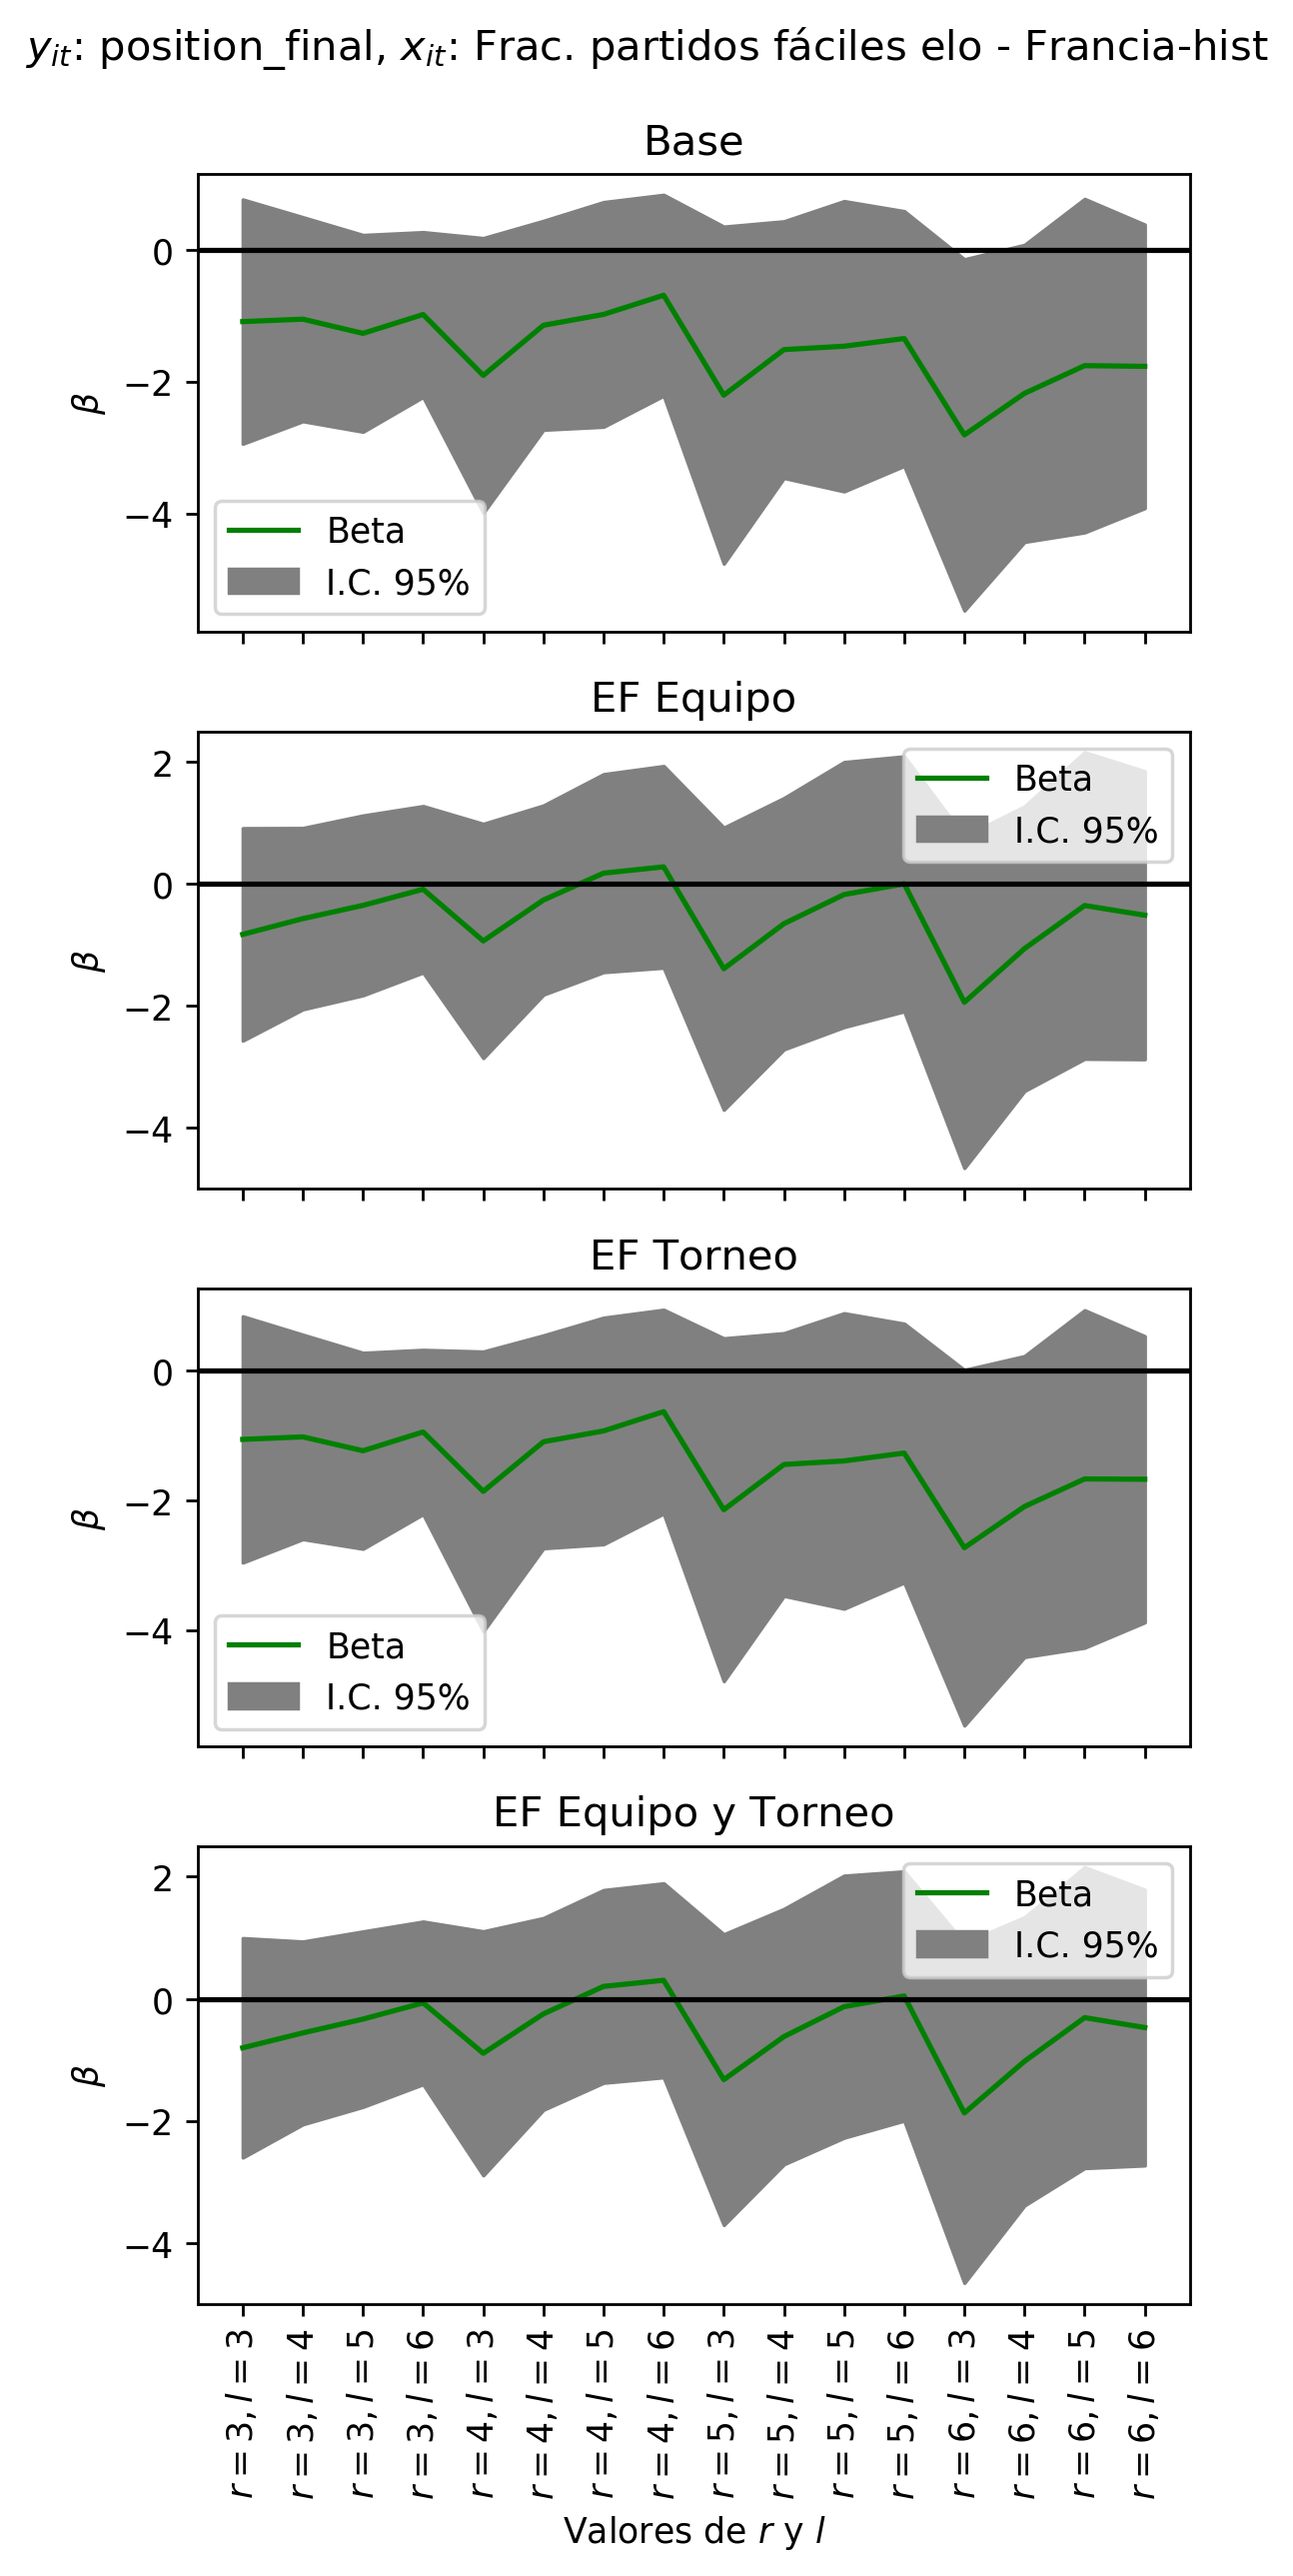 y_it: position_final, x_it: Frac. partidos fáciles elo - Francia-hist
Base
0
−2
−4
β
Beta
I.C. 95%
EF Equipo
2
0
−2
−4
β
Beta
I.C. 95%
EF Torneo
0
−2
−4
β
Beta
I.C. 95%
EF Equipo y Torneo
2
0
−2
−4
β
Beta
I.C. 95%
r = 3, l = 3
r = 3, l = 4
r = 3, l = 5
r = 3, l = 6
r = 4, l = 3
r = 4, l = 4
r = 4, l = 5
r = 4, l = 6
r = 5, l = 3
r = 5, l = 4
r = 5, l = 5
r = 5, l = 6
r = 6, l = 3
r = 6, l = 4
r = 6, l = 5
r = 6, l = 6
Valores de r y l